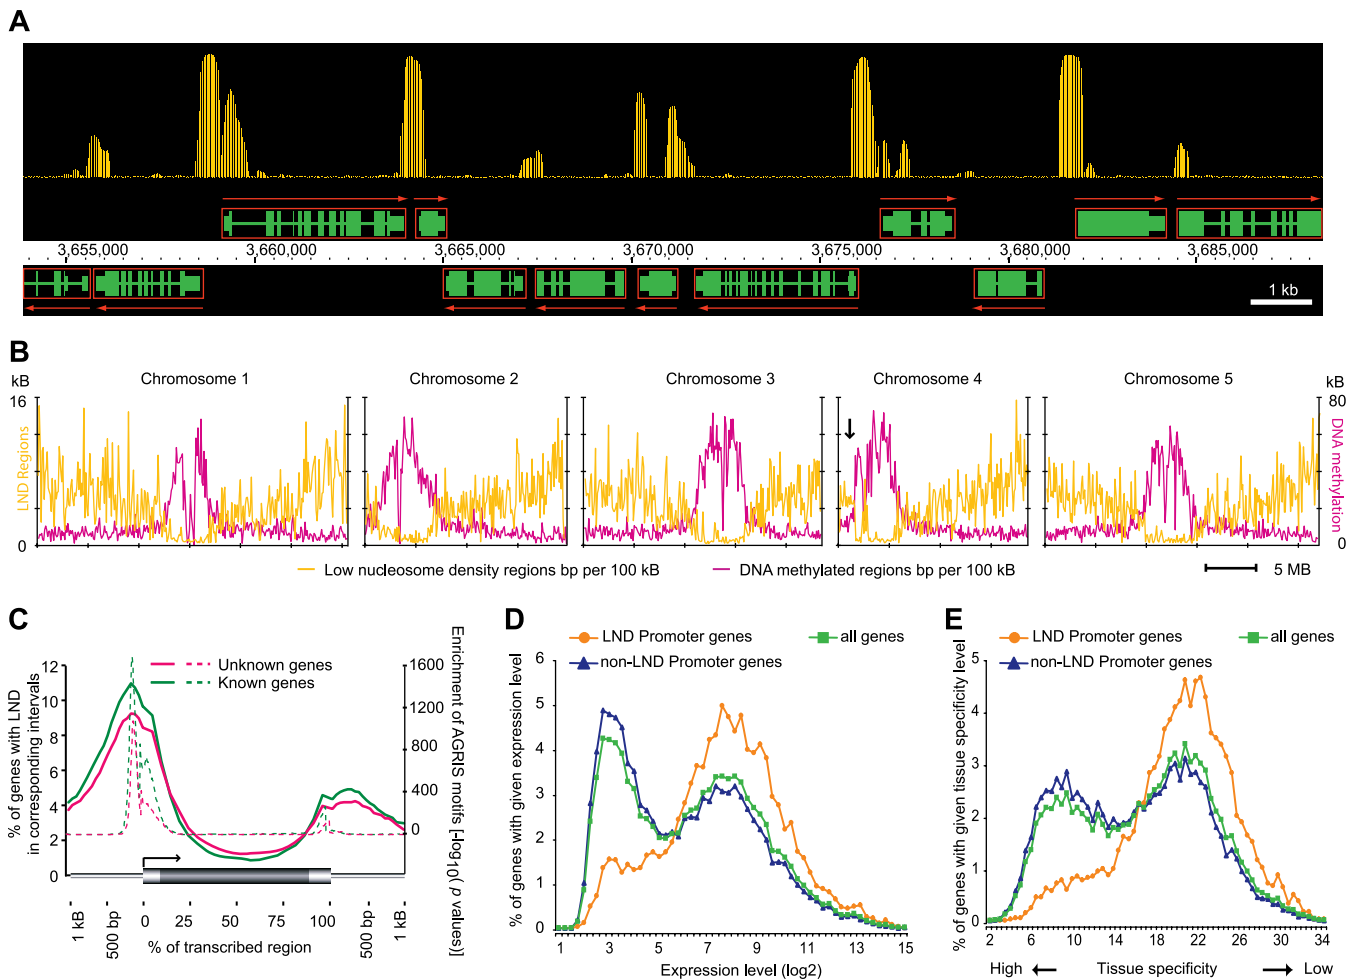 A
3,655,000 3,660,000 3,665,000 3,670,000 3,675,000 3,680,000 3,685,000
1 kb
B
kB Chromosome 1 Chromosome 2 Chromosome 3 Chromosome 4 Chromosome 5 kB
16 80
LND Regions
DNA methylation
0 0
Low nucleosome density regions bp per 100 kB DNA methylated regions bp per 100 kB 5 MB
C
Unknown genes
Known genes
% of genes with LND
in corresponding intervals
12
10
8
6
4
2
0
1600
1200
800
400
0
Enrichment of AGRIS motifs [-log10(p values)]
1 kB 500 bp 0 25 50 75 100 500 bp 1 kB
% of transcribed region
D
LND Promoter genes all genes
non-LND Promoter genes
% of genes with given expression level
6
5
4
3
2
1
0
1 3 5 7 9 11 13 15
Expression level (log2)
E
LND Promoter genes all genes
non-LND Promoter genes
% of genes with given tissue specificity level
5
4
3
2
1
0
2 6 10 14 18 22 26 30 34
High Tissue specificity Low